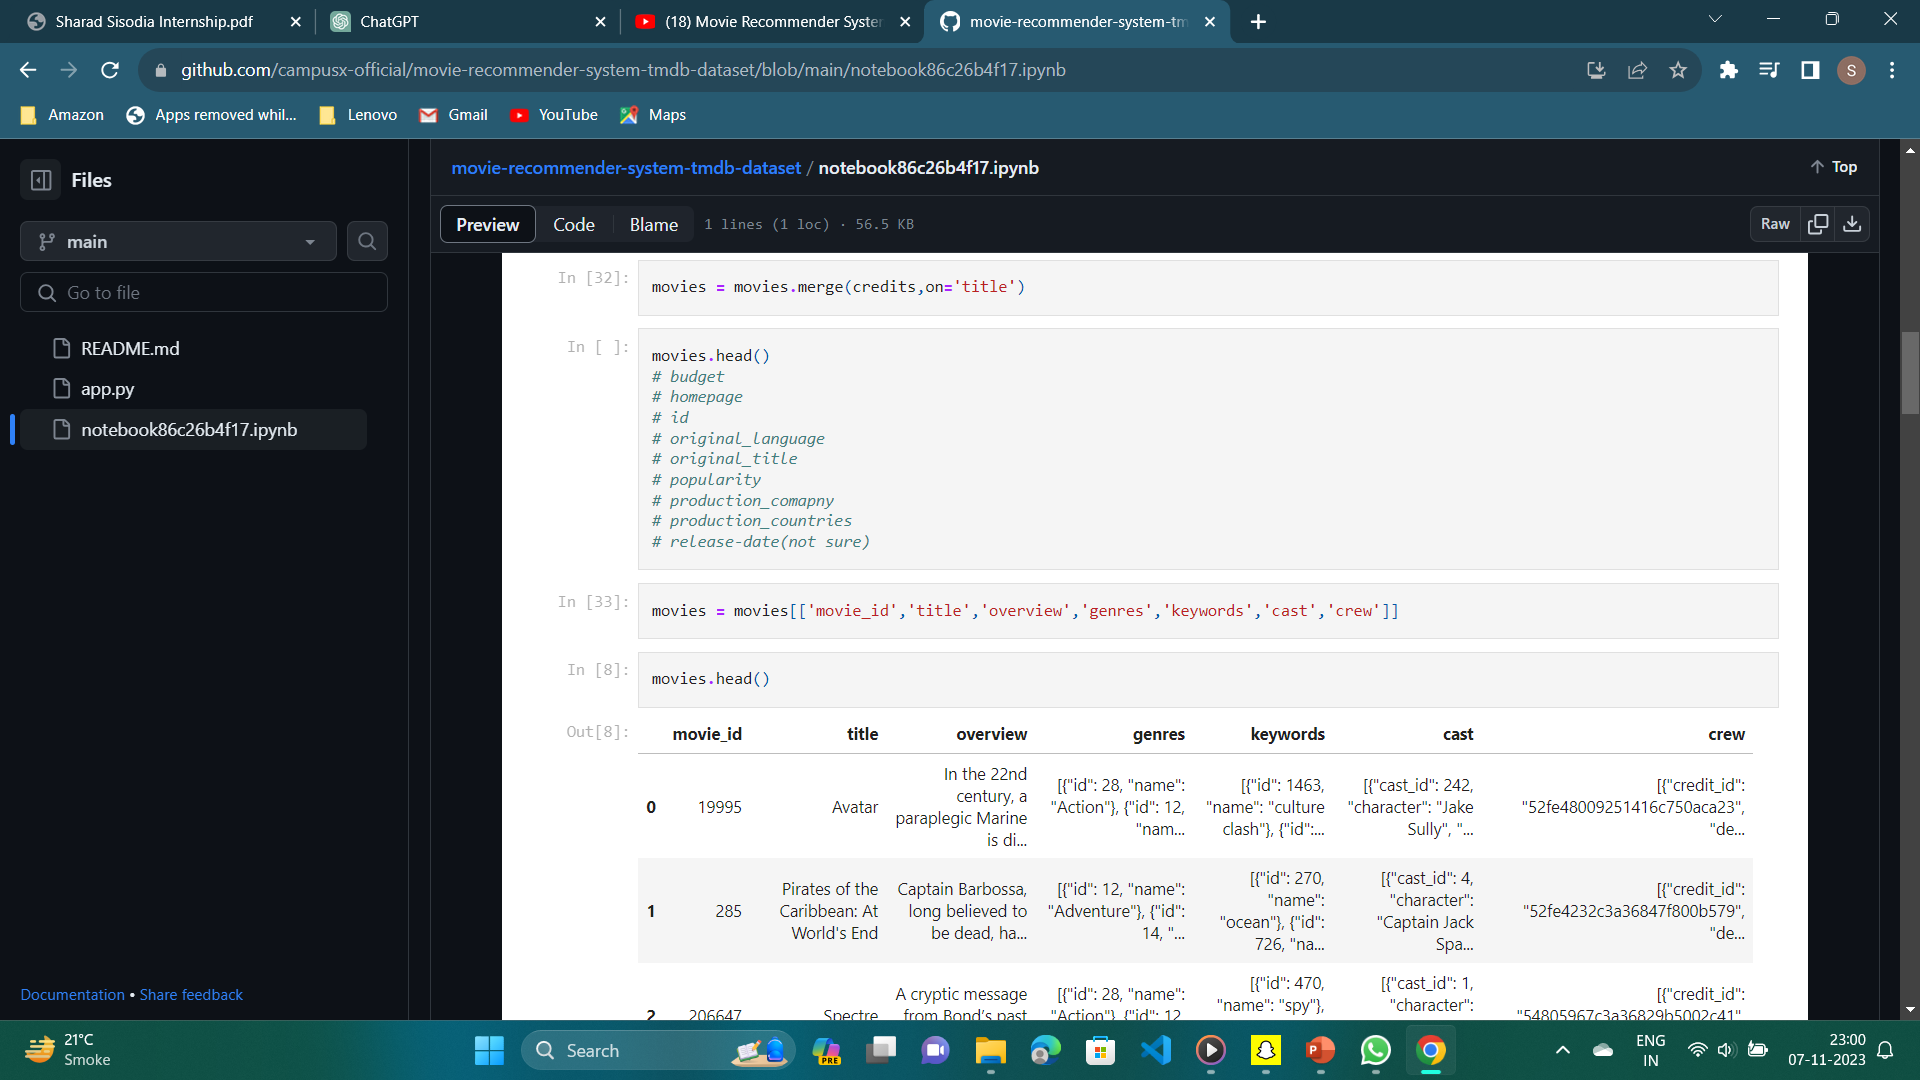 Sharad Sisodia Internship.pdf
ChatGPT
(18) Movie Recommender System
movie-recommender-system-tm
github.com/campusx-official/movie-recommender-system-tmdb-dataset/blob/main/notebook86c26b4f17.ipynb
S
Amazon
Apps removed whil...
Lenovo
Gmail
YouTube
Maps
Files
main
Go to file
README.md
app.py
notebook86c26b4f17.ipynb
Documentation • Share feedback
movie-recommender-system-tmdb-dataset / notebook86c26b4f17.ipynb
Top
Preview
Code
Blame
1 lines (1 loc) · 56.5 KB
Raw
In [32]:
movies = movies.merge(credits,on='title')
In [ ]:
movies.head()
# budget
# homepage
# id
# original_language
# original_title
# popularity
# production_comapny
# production_countries
# release-date(not sure)
In [33]:
movies = movies[['movie_id','title','overview','genres','keywords','cast','crew']]
In [8]:
movies.head()
Out[8]:
movie_id title overview genres keywords cast crew
0
19995
Avatar
In the 22nd
century, a
paraplegic Marine
is di...
[{"id": 28, "name":
"Action"}, {"id": 12,
"nam...
[{"id": 1463,
"name": "culture
clash"}, {"id":...
[{"cast_id": 242,
"character": "Jake
Sully", "...
[{"credit_id":
"52fe48009251416c750aca23",
"de...
1
285
Pirates of the
Caribbean: At
World's End
Captain Barbossa,
long believed to
be dead, ha...
[{"id": 12, "name":
"Adventure"}, {"id":
14, "...
[{"id": 270,
"name":
"ocean"}, {"id":
726, "na...
[{"cast_id": 4,
"character":
"Captain Jack
Spa...
[{"credit_id":
"52fe4232c3a36847f800b579",
"de...
2
206647
Spectre
A cryptic message
from Bond's past
[{"id": 28, "name":
"Action"}, {"id": 12,
[{"id": 470,
"name": "spy"},
[{"cast_id": 1,
"character":
[{"credit_id":
"54805967c3a36829b5002c41",
21°C
Smoke
Search
PRE
ENG
IN
23:00
07-11-2023